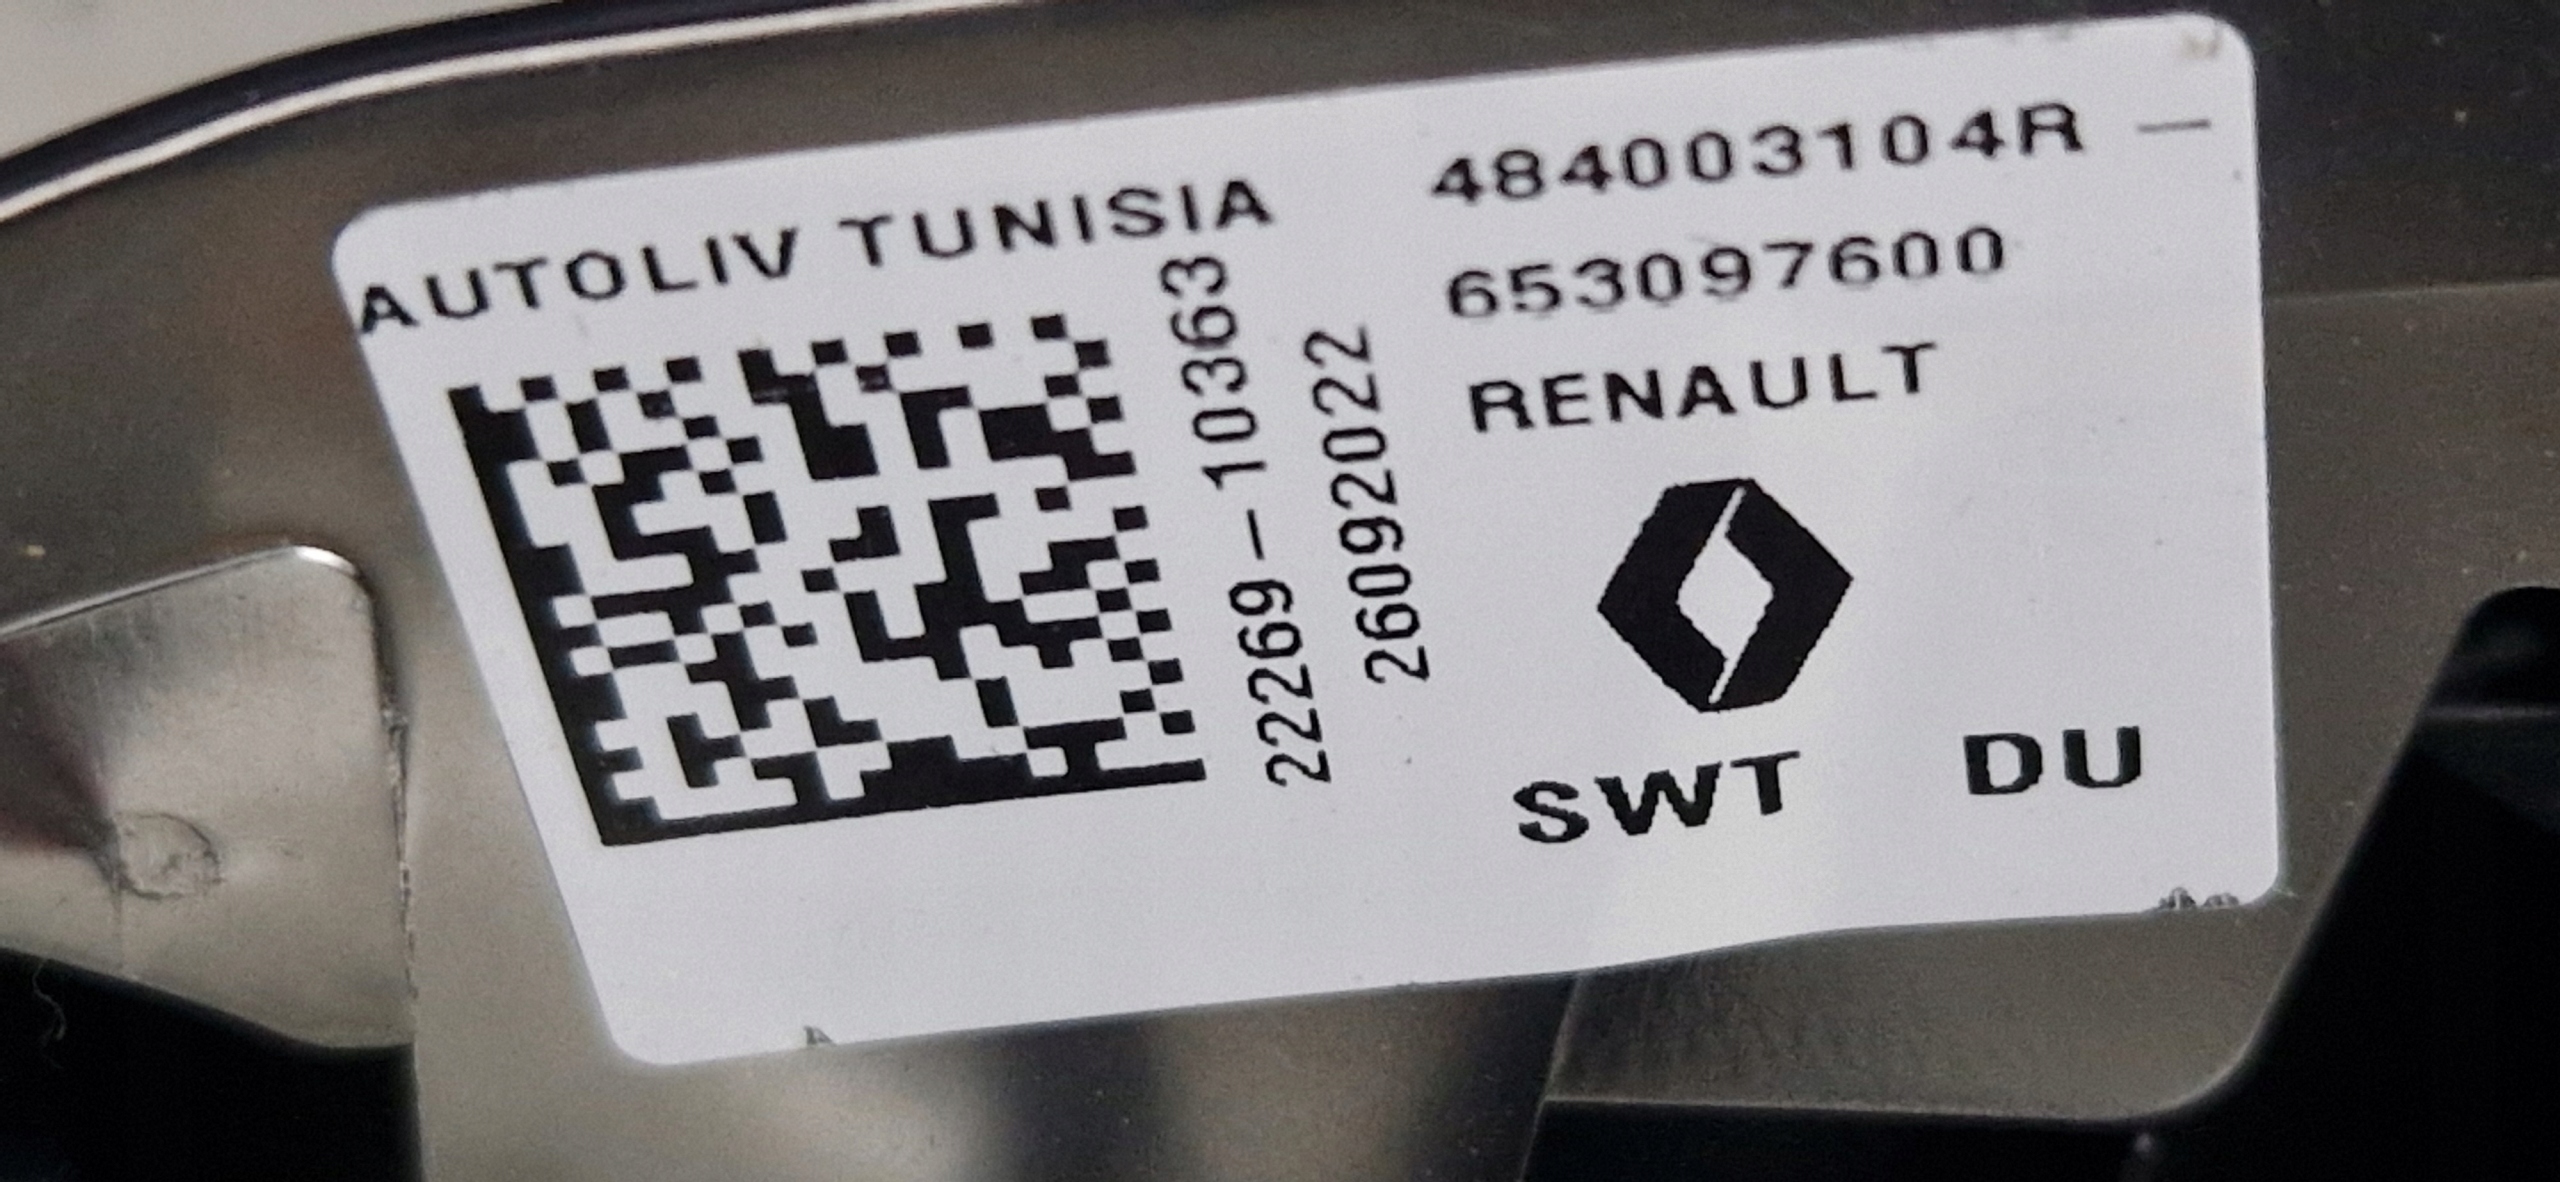 AUTOLIV TUNISIA
22269-10363
26092022
484003104R —
653097600
RENAULT
SWT DU